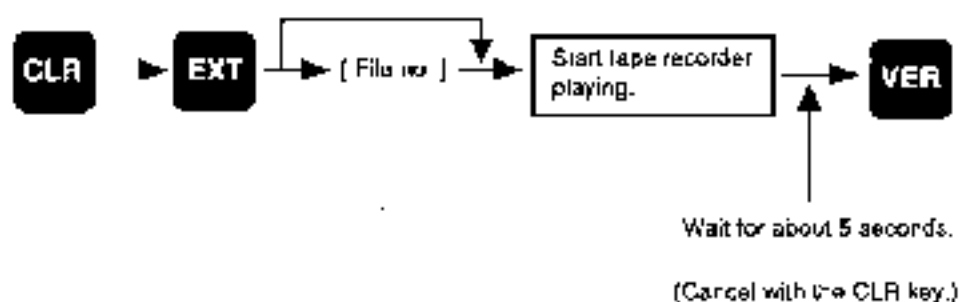 CLR
EXT
[ File no. ]
Start tape recorder
playing.
VER
Wait for about 5 seconds.
(Cancel with the CLR key.)